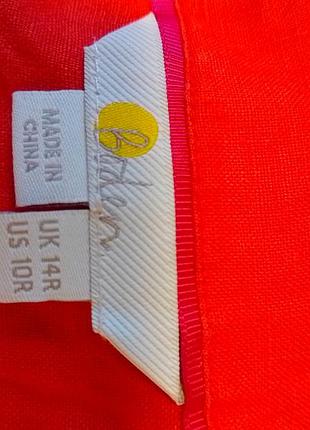 Boden
MADE IN
CHINA
UK 14R
US 10R